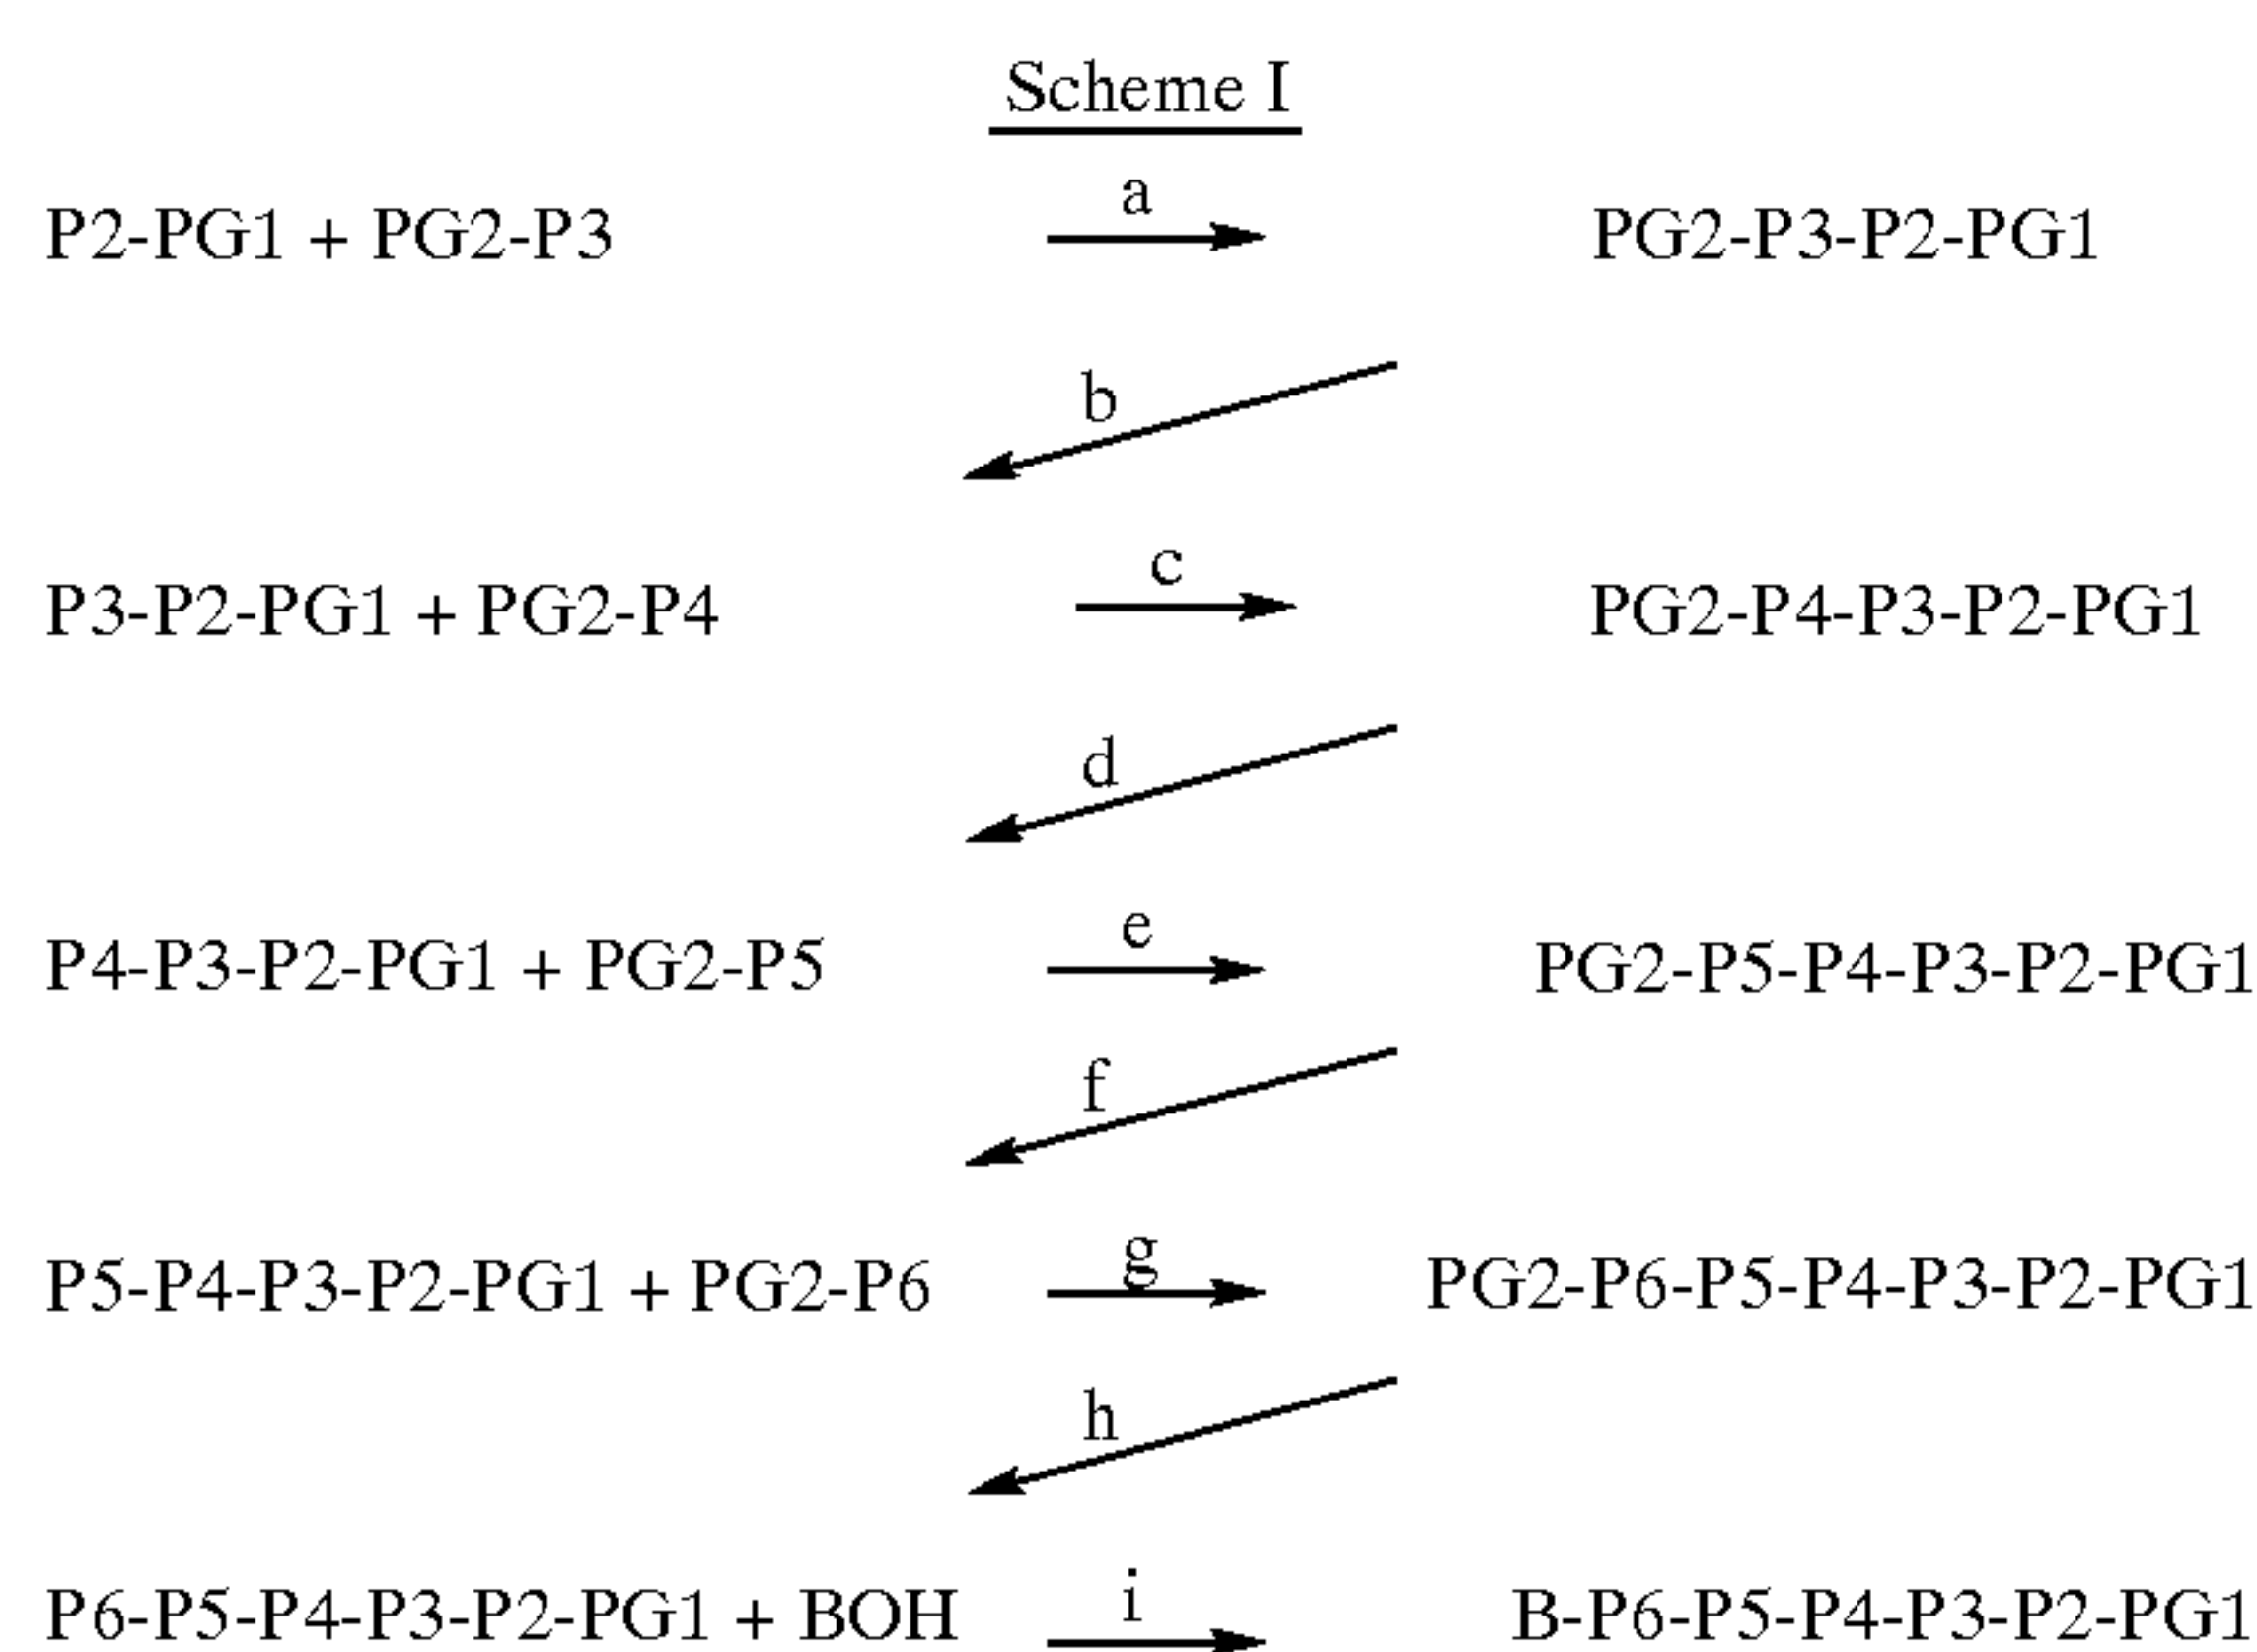 Scheme I
a
P2-PG1 + PG2-P3 PG2-P3-P2-PG1
b
c
P3-P2-PG1 + PG2-P4 PG2-P4-P3-P2-PG1
d
e
P4-P3-P2-PG1 + PG2-P5 PG2-P5-P4-P3-P2-PG1
f
g
P5-P4-P3-P2-PG1 + PG2-P6 PG2-P6-P5-P4-P3-P2-PG1
h
i
P6-P5-P4-P3-P2-PG1 + BOH B-P6-P5-P4-P3-P2-PG1